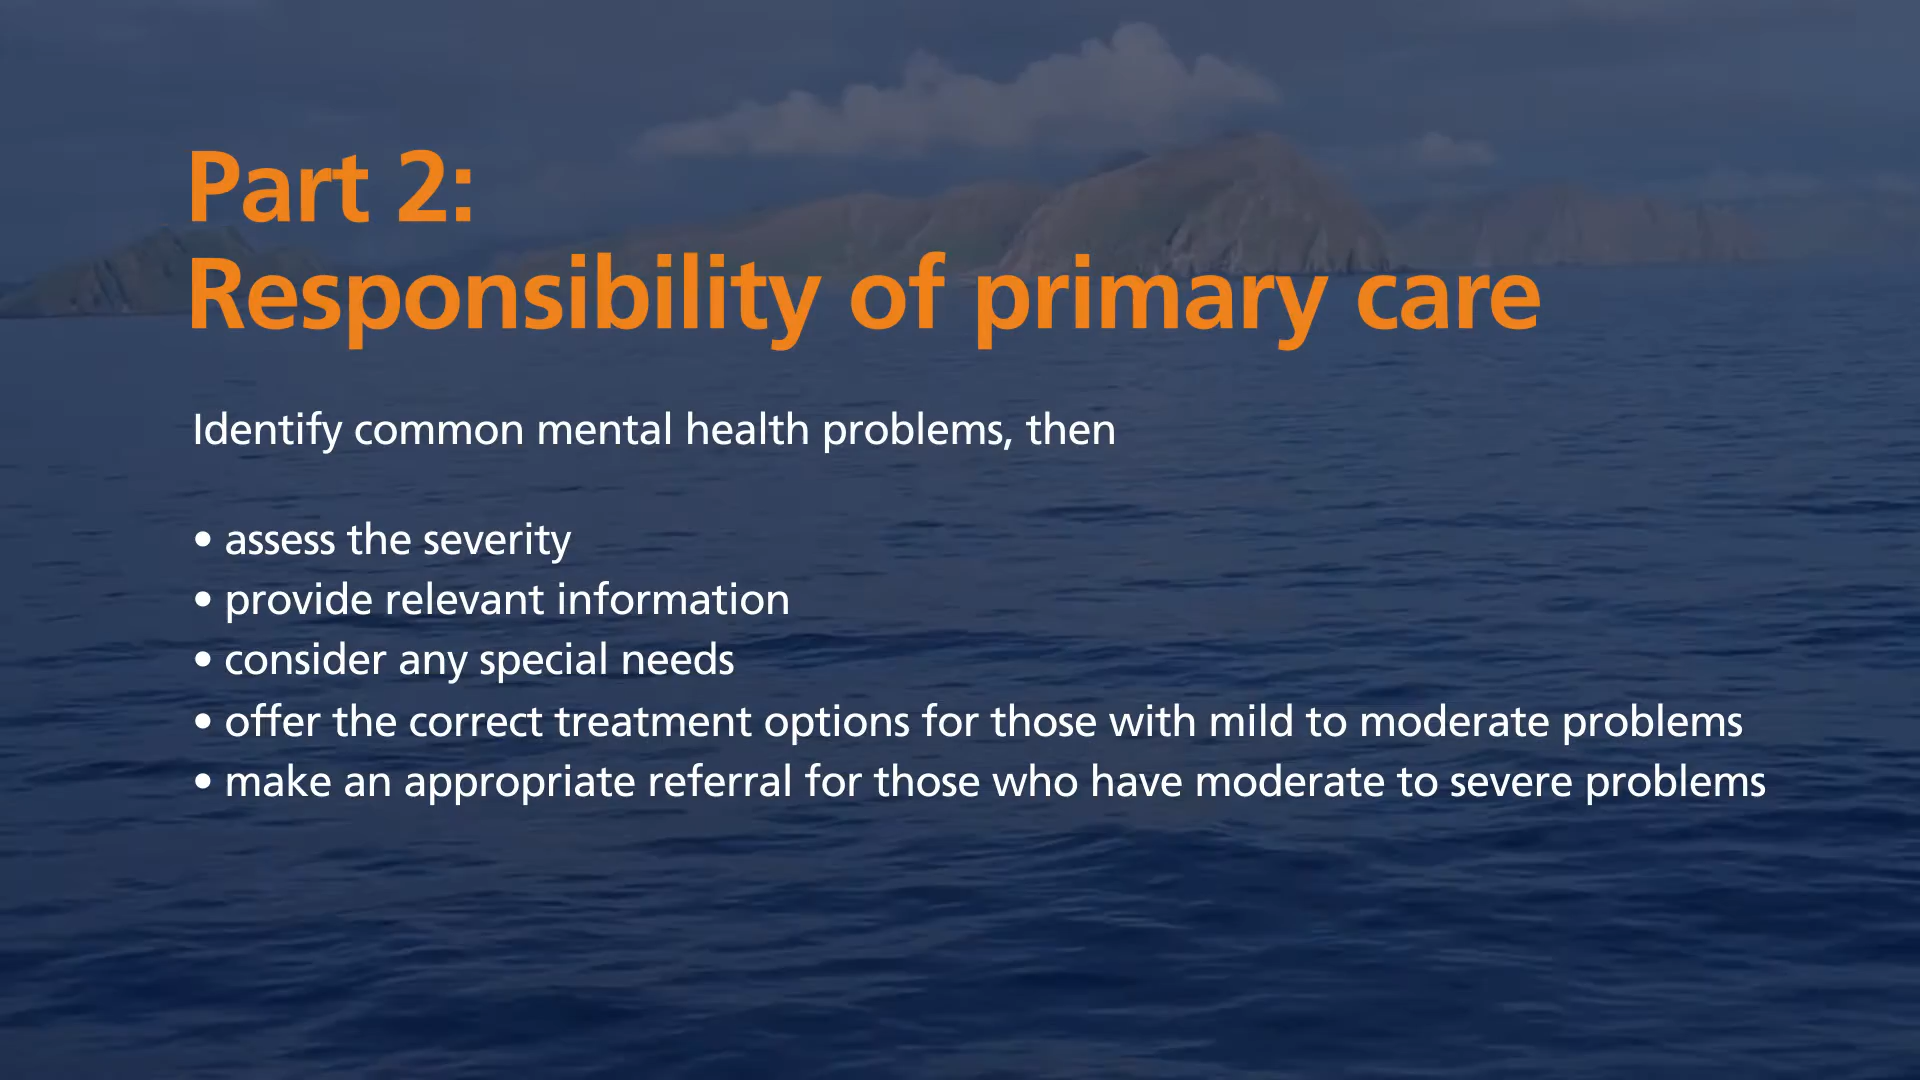 Part 2:
Responsibility of primary care
Identify common mental health problems, then
• assess the severity
• provide relevant information
• consider any special needs
• offer the correct treatment options for those with mild to moderate problems
• make an appropriate referral for those who have moderate to severe problems